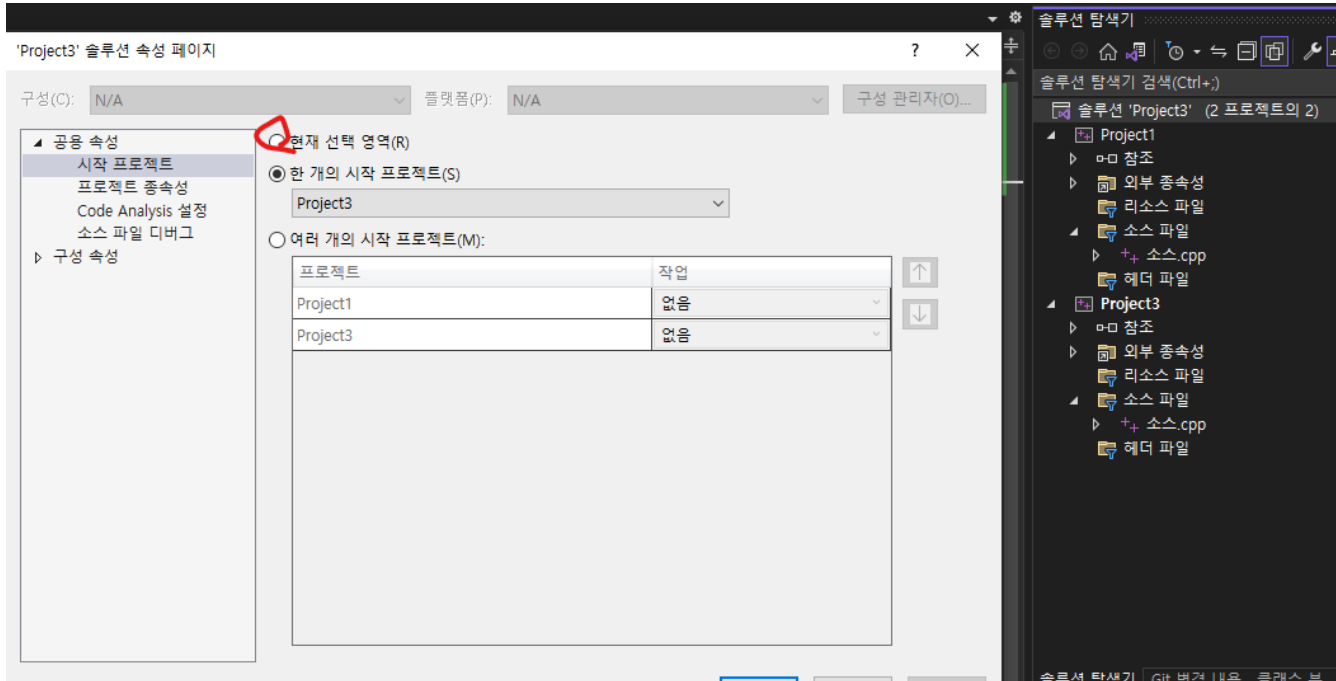 'Project3' 솔루션 속성 페이지
?
구성(C):
N/A
플랫폼(P):
N/A
구성 관리자(O)...
공용 속성
시작 프로젝트
프로젝트 종속성
Code Analysis 설정
소스 파일 디버그
구성 속성
현재 선택 영역(R)
한 개의 시작 프로젝트(S)
Project3
여러 개의 시작 프로젝트(M):
프로젝트
작업
Project1
없음
Project3
없음
솔루션 탐색기
솔루션 탐색기 검색(Ctrl+;)
솔루션 'Project3' (2 프로젝트의 2)
Project1
참조
외부 종속성
리소스 파일
소스 파일
소스.cpp
헤더 파일
Project3
참조
외부 종속성
리소스 파일
소스 파일
소스.cpp
헤더 파일
솔루션 탐색기
Git 변경 내용
클래스 뷰